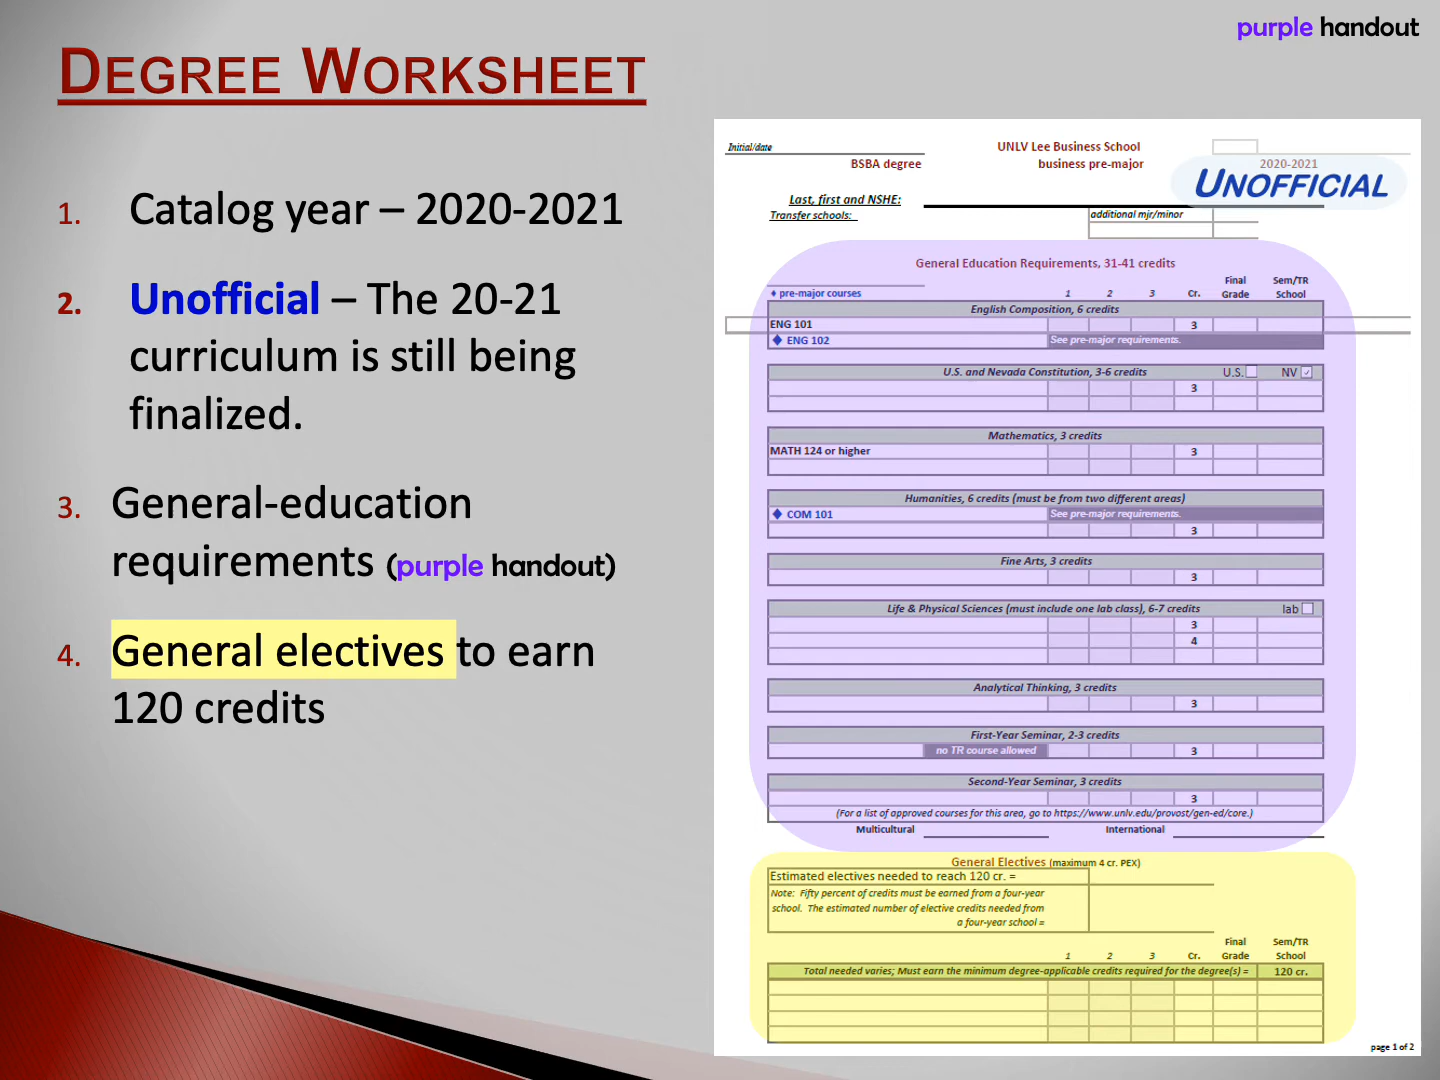 purple handout
DEGREE WORKSHEET
1. Catalog year – 2020-2021
2. Unofficial – The 20-21
curriculum is still being
finalized.
3. General-education
requirements (purple handout)
4. General electives to earn
120 credits
Initial/date
UNLV Lee Business School
BSBA degree business pre-major 2020-2021
UNOFFICIAL
Last, first and NSHE:
Transfer schools: additional mjr/minor
General Education Requirements, 31-41 credits
Final Sem/TR
♦ pre-major courses 1 2 3 Cr. Grade School
English Composition, 6 credits
ENG 101 3
♦ ENG 102 See pre-major requirements.
U.S. and Nevada Constitution, 3-6 credits U.S. NV ✓
3
Mathematics, 3 credits
MATH 124 or higher 3
Humanities, 6 credits (must be from two different areas)
♦ COM 101 See pre-major requirements.
3
Fine Arts, 3 credits
3
Life & Physical Sciences (must include one lab class), 6-7 credits lab
3
4
Analytical Thinking, 3 credits
3
First-Year Seminar, 2-3 credits
no TR course allowed 3
Second-Year Seminar, 3 credits
3
(For a list of approved courses for this area, go to https://www.unlv.edu/provost/gen-ed/core.)
Multicultural International
General Electives (maximum 4 cr. PEX)
Estimated electives needed to reach 120 cr. =
Note: Fifty percent of credits must be earned from a four-year
school. The estimated number of elective credits needed from
a four-year school =
Final Sem/TR
1 2 3 Cr. Grade School
Total needed varies; Must earn the minimum degree-applicable credits required for the degree(s) = 120 cr.
page 1 of 2